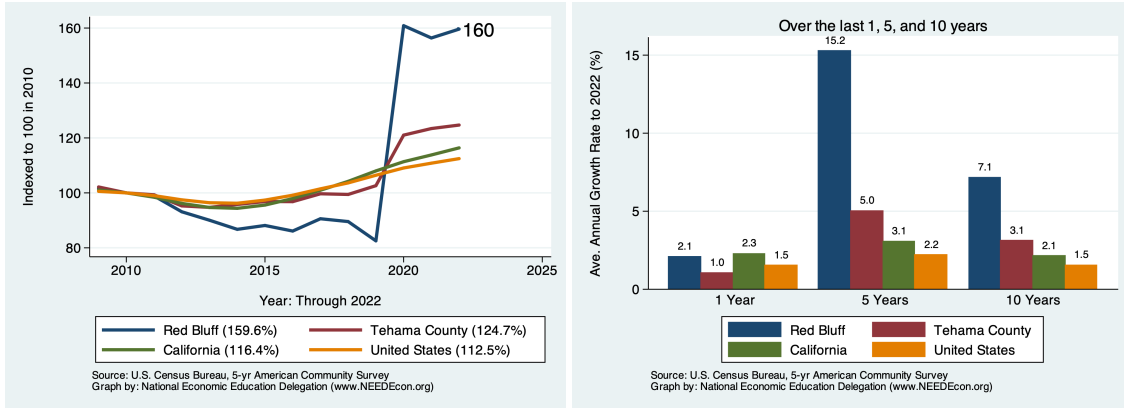 Indexed to 100 in 2010
160
140
120
100
80
160
2010
2015
2020
2025
Year: Through 2022
Red Bluff (159.6%)
Tehama County (124.7%)
California (116.4%)
United States (112.5%)
Source: U.S. Census Bureau, 5-yr American Community Survey
Graph by: National Economic Education Delegation (www.NEEDEcon.org)
Over the last 1, 5, and 10 years
Ave. Annual Growth Rate to 2022 (%)
15
10
5
0
2.1
1.0
2.3
1.5
15.2
5.0
3.1
2.2
7.1
3.1
2.1
1.5
1 Year
5 Years
10 Years
Red Bluff
Tehama County
California
United States
Source: U.S. Census Bureau, 5-yr American Community Survey
Graph by: National Economic Education Delegation (www.NEEDEcon.org)